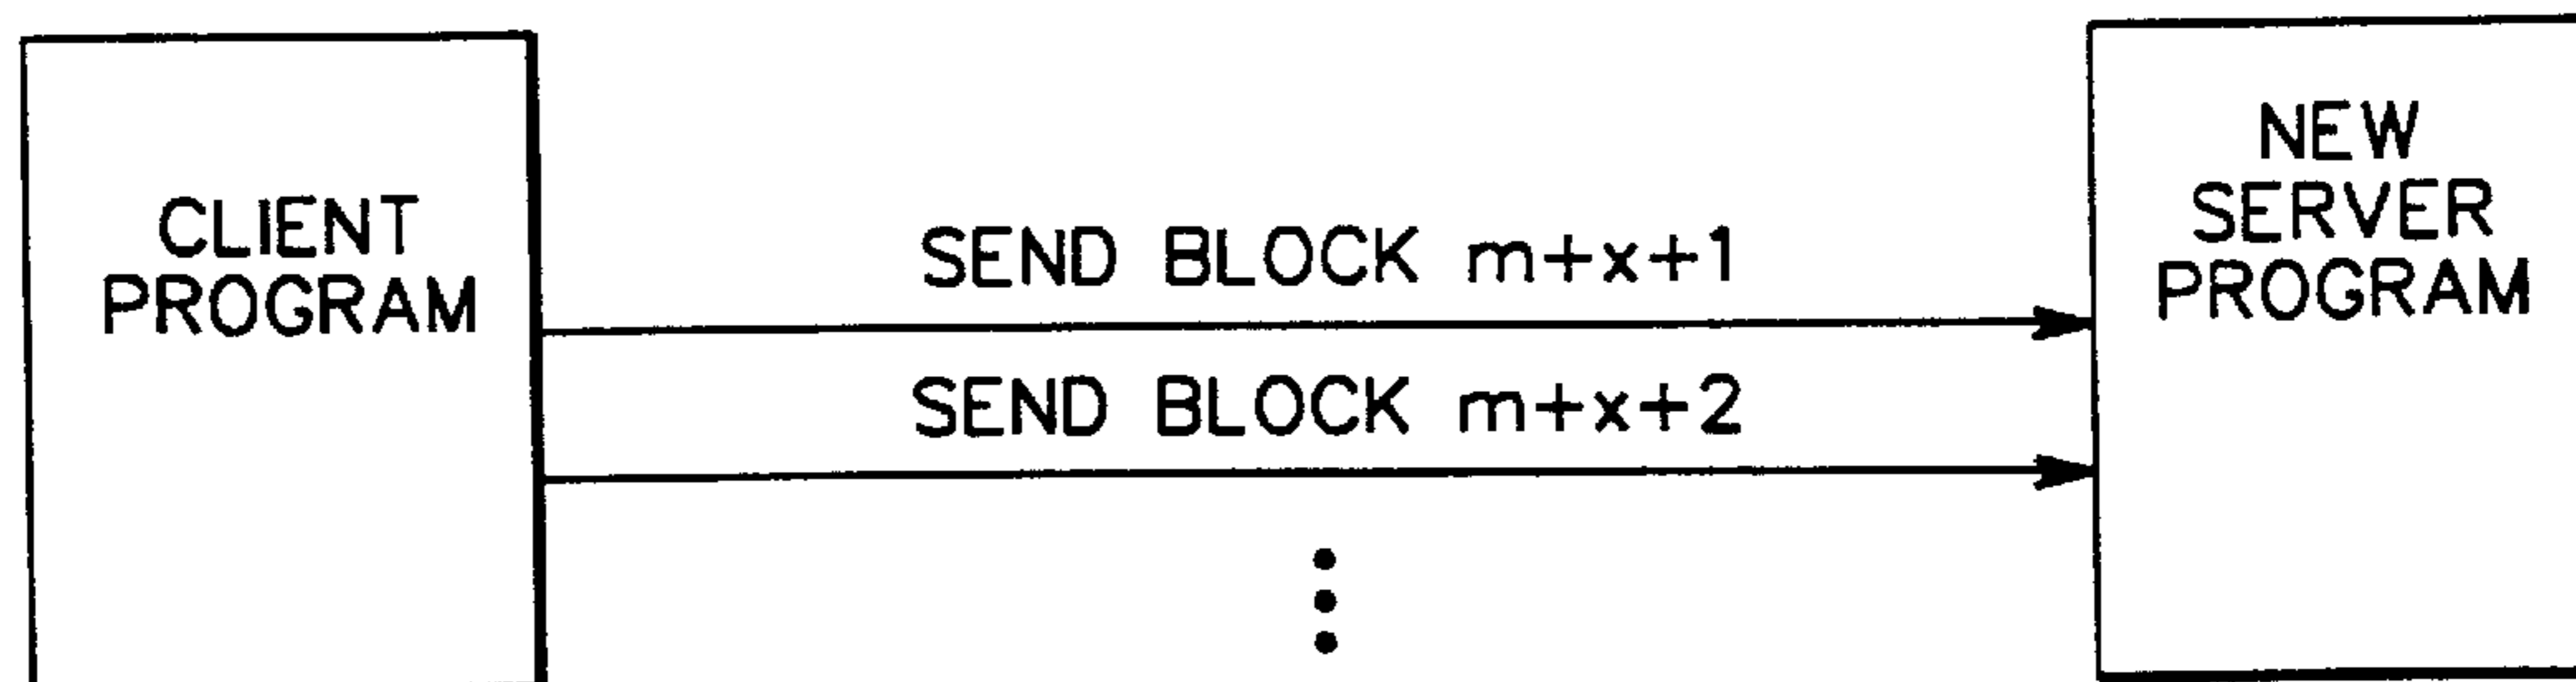 CLIENT
PROGRAM
SEND BLOCK m+x+1
SEND BLOCK m+x+2
NEW
SERVER
PROGRAM